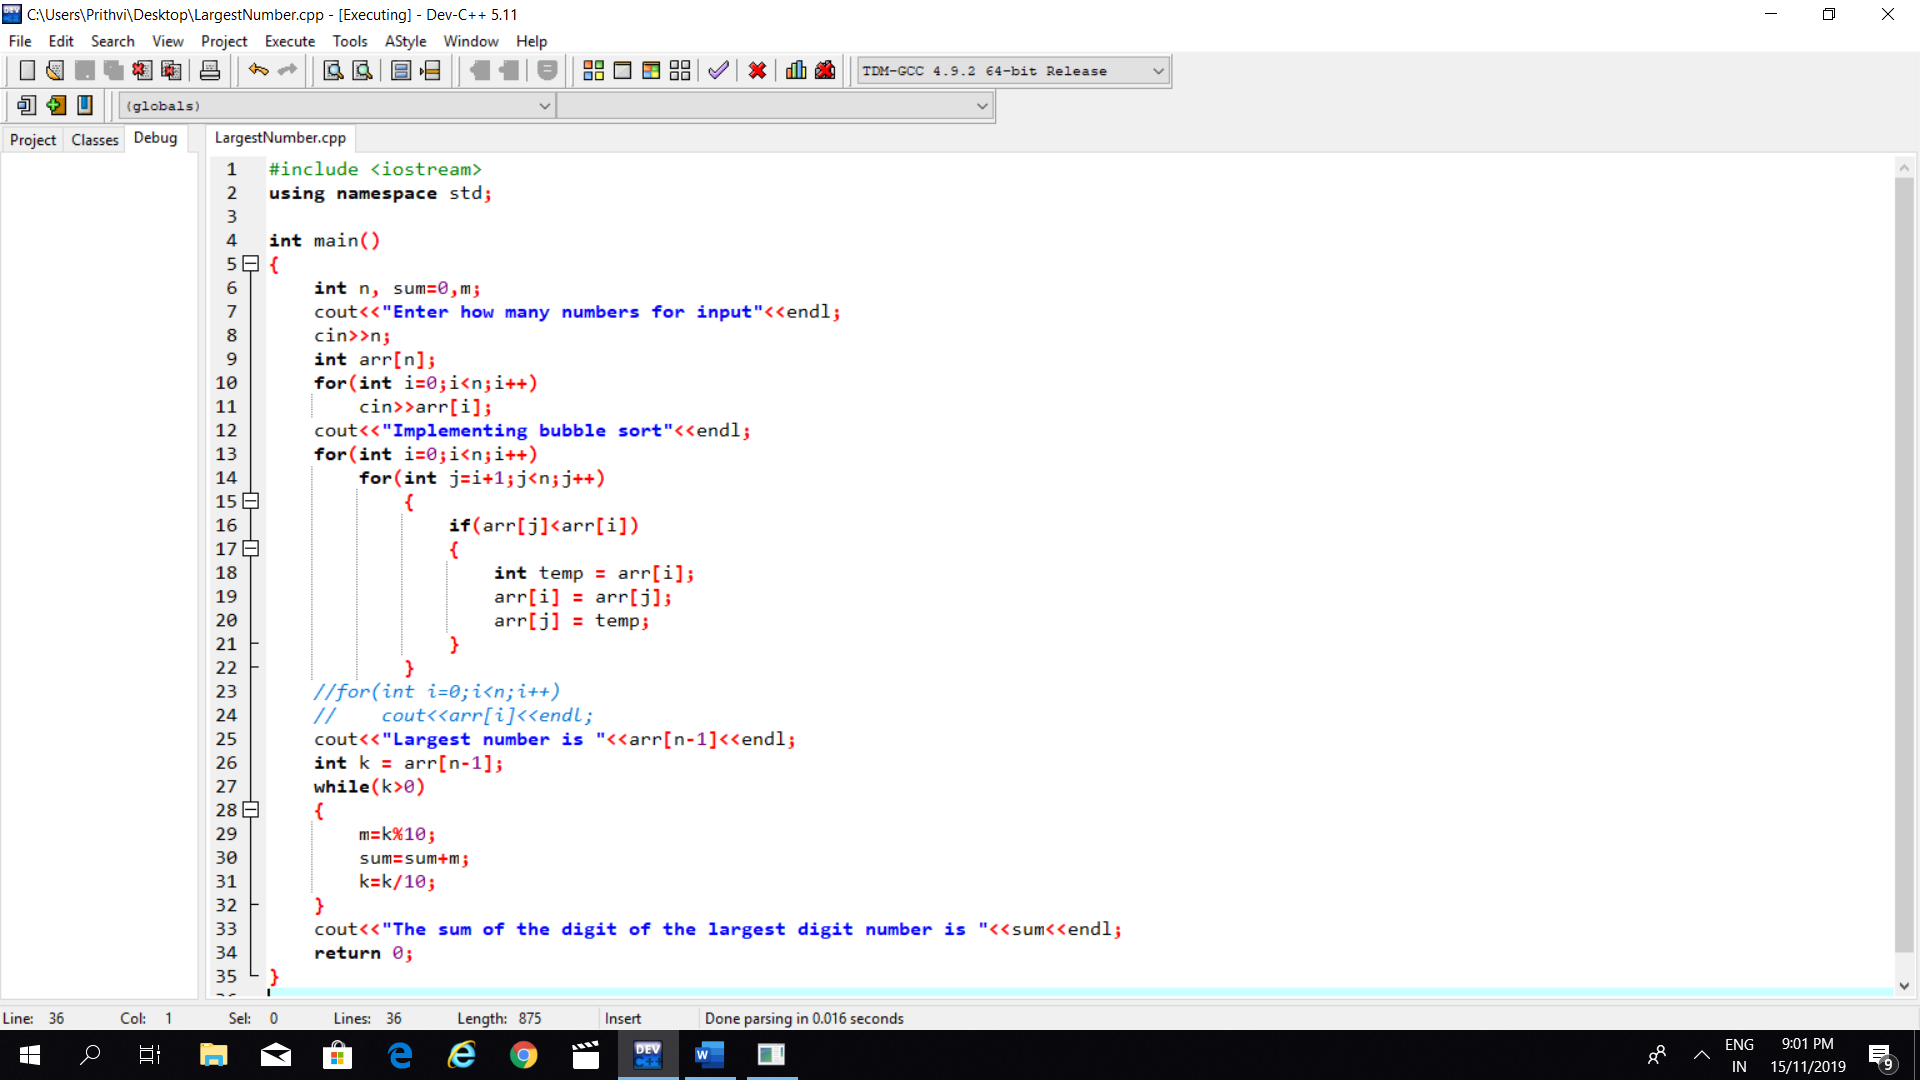 C:\Users\Prithvi\Desktop\LargestNumber.cpp - [Executing] - Dev-C++ 5.11
File Edit Search View Project Execute Tools AStyle Window Help
TDM-GCC 4.9.2 64-bit Release
(globals)
Project Classes Debug LargestNumber.cpp
1 #include <iostream>
2 using namespace std;
3
4 int main()
5 {
6 int n, sum=0,m;
7 cout<<"Enter how many numbers for input"<<endl;
8 cin>>n;
9 int arr[n];
10 for(int i=0;i<n;i++)
11 cin>>arr[i];
12 cout<<"Implementing bubble sort"<<endl;
13 for(int i=0;i<n;i++)
14 for(int j=i+1;j<n;j++)
15 {
16 if(arr[j]<arr[i])
17 {
18 int temp = arr[i];
19 arr[i] = arr[j];
20 arr[j] = temp;
21 }
22 }
23 //for(int i=0;i<n;i++)
24 // cout<<arr[i]<<endl;
25 cout<<"Largest number is "<<arr[n-1]<<endl;
26 int k = arr[n-1];
27 while(k>0)
28 {
29 m=k%10;
30 sum=sum+m;
31 k=k/10;
32 }
33 cout<<"The sum of the digit of the largest digit number is "<<sum<<endl;
34 return 0;
35 }
Line: 36 Col: 1 Sel: 0 Lines: 36 Length: 875 Insert Done parsing in 0.016 seconds
DEV C++ W ENG 9:01 PM
IN 15/11/2019 9